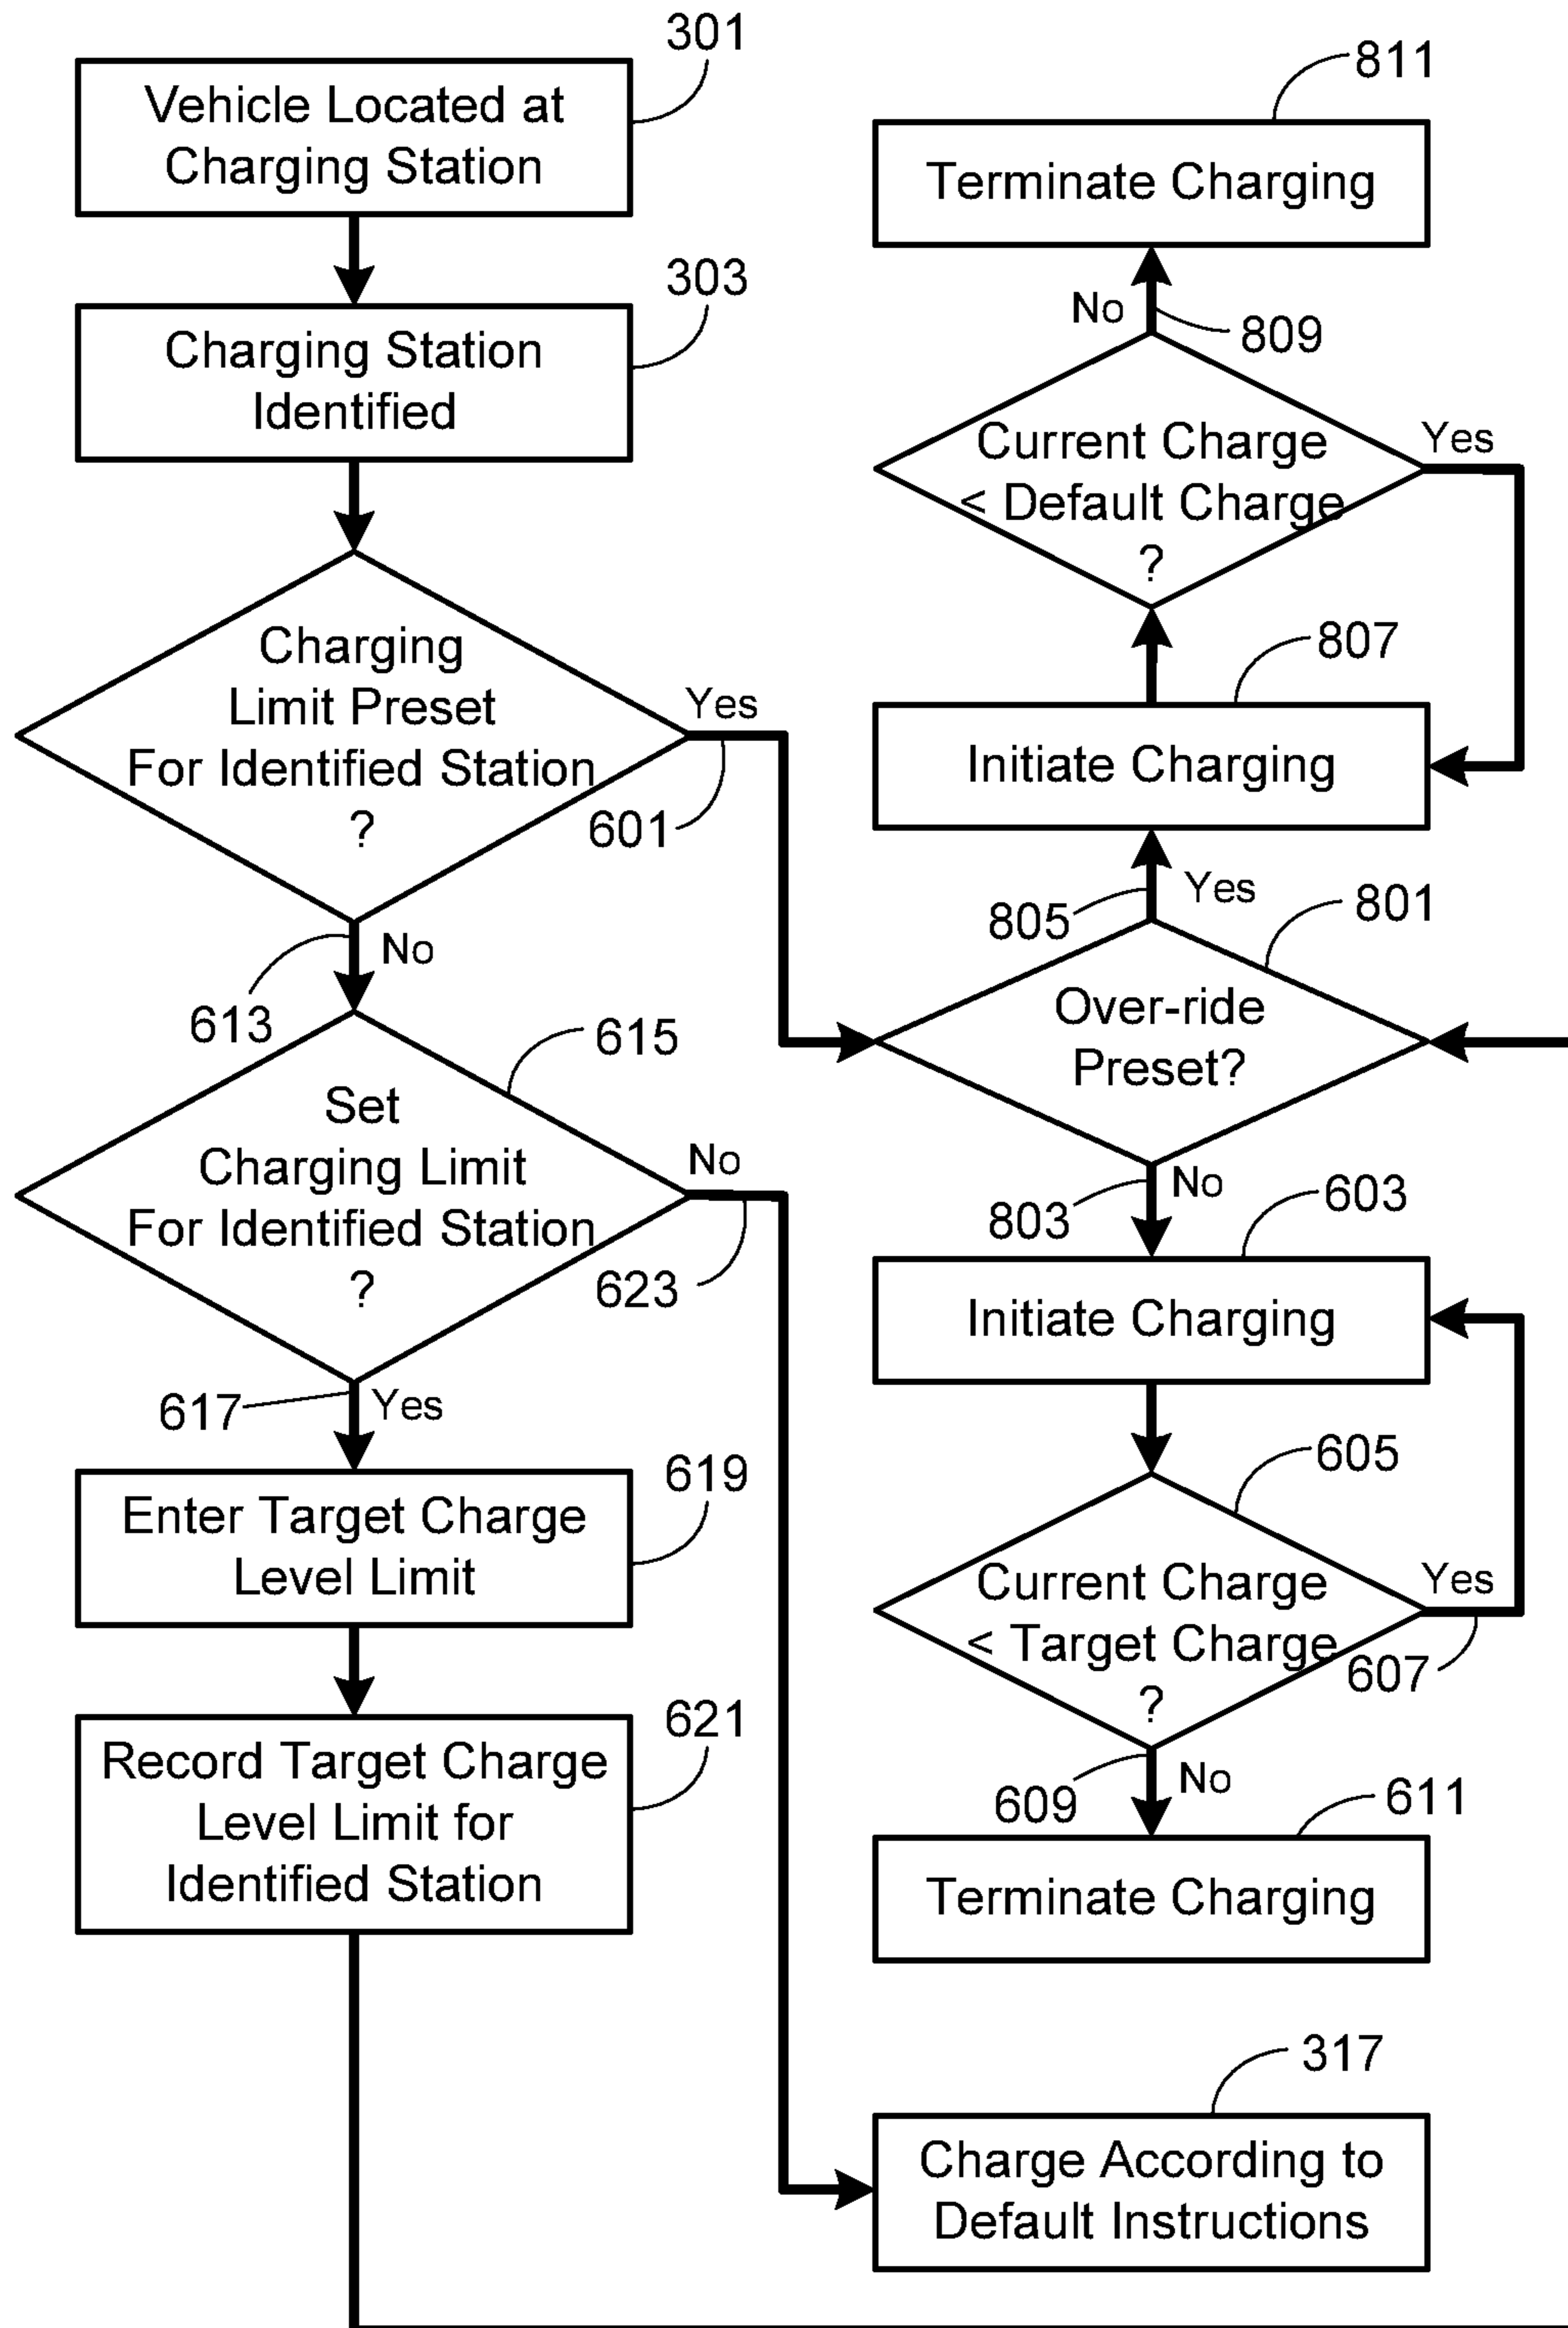 301
Vehicle Located at
Charging Station
303
Charging Station
Identified
Charging
Limit Preset
For Identified Station
?
Yes
601
No
613
615
Set
Charging Limit
For Identified Station
?
No
623
617
Yes
619
Enter Target Charge
Level Limit
621
Record Target Charge
Level Limit for
Identified Station
811
Terminate Charging
No
809
Current Charge
< Default Charge
?
Yes
807
Initiate Charging
805
Yes
801
Over-ride
Preset?
803
No
603
Initiate Charging
605
Current Charge
< Target Charge
?
Yes
607
609
No
611
Terminate Charging
317
Charge According to
Default Instructions